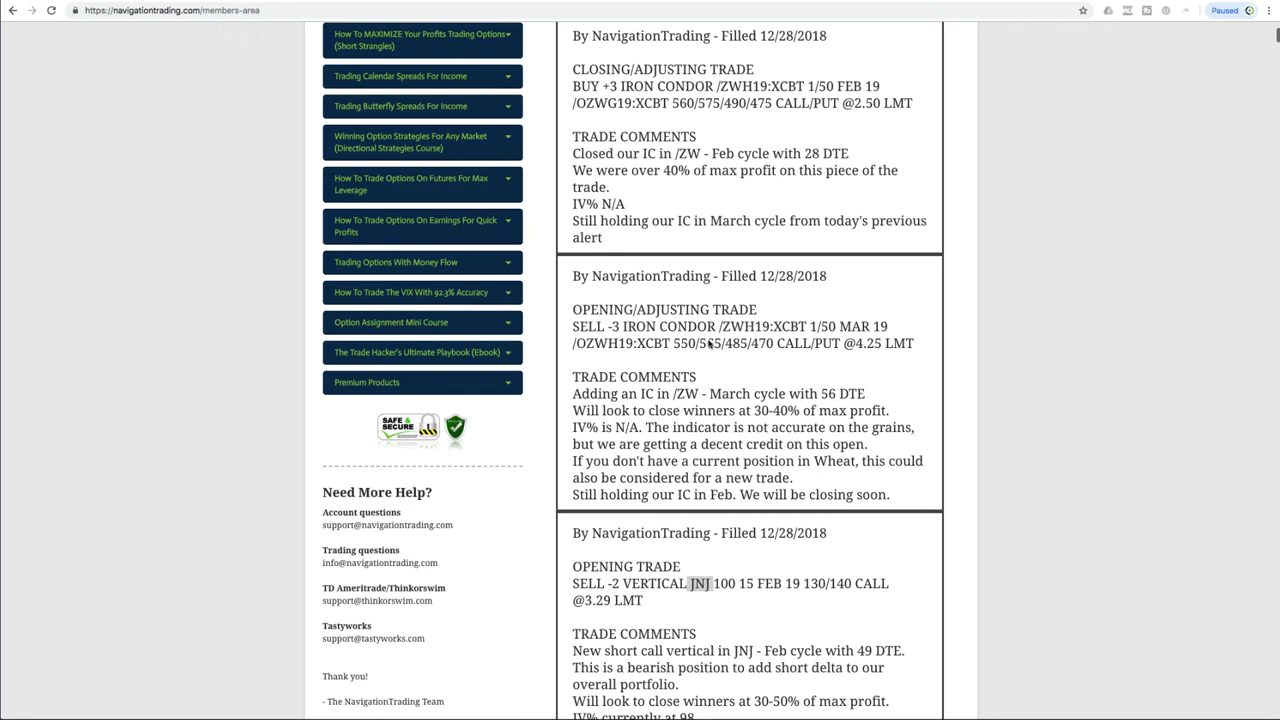 https://navigationtrading.com/members-area
Paused
How To MAXIMIZE Your Profits Trading Options
(Short Strangles)
Trading Calendar Spreads For Income
Trading Butterfly Spreads For Income
Winning Option Strategies For Any Market
(Directional Strategies Course)
How To Trade Options On Futures For Max
Leverage
How To Trade Options On Earnings For Quick
Profits
Trading Options With Money Flow
How To Trade The VIX With 92.3% Accuracy
Option Assignment Mini Course
The Trade Hacker's Ultimate Playbook (Ebook)
Premium Products
SAFE &
SECURE
Need More Help?
Account questions
support@navigationtrading.com
Trading questions
info@navigationtrading.com
TD Ameritrade/Thinkorswim
support@thinkorswim.com
Tastyworks
support@tastyworks.com
Thank you!
- The NavigationTrading Team
By NavigationTrading - Filled 12/28/2018
CLOSING/ADJUSTING TRADE
BUY +3 IRON CONDOR /ZWH19:XCBT 1/50 FEB 19
/OZWG19:XCBT 560/575/490/475 CALL/PUT @2.50 LMT
TRADE COMMENTS
Closed our IC in /ZW - Feb cycle with 28 DTE
We were over 40% of max profit on this piece of the
trade.
IV% N/A
Still holding our IC in March cycle from today's previous
alert
By NavigationTrading - Filled 12/28/2018
OPENING/ADJUSTING TRADE
SELL -3 IRON CONDOR /ZWH19:XCBT 1/50 MAR 19
/OZWH19:XCBT 550/565/485/470 CALL/PUT @4.25 LMT
TRADE COMMENTS
Adding an IC in /ZW - March cycle with 56 DTE
Will look to close winners at 30-40% of max profit.
IV% is N/A. The indicator is not accurate on the grains,
but we are getting a decent credit on this open.
If you don't have a current position in Wheat, this could
also be considered for a new trade.
Still holding our IC in Feb. We will be closing soon.
By NavigationTrading - Filled 12/28/2018
OPENING TRADE
SELL -2 VERTICAL JNJ 100 15 FEB 19 130/140 CALL
@3.29 LMT
TRADE COMMENTS
New short call vertical in JNJ - Feb cycle with 49 DTE.
This is a bearish position to add short delta to our
overall portfolio.
Will look to close winners at 30-50% of max profit.
IV% currently at 98